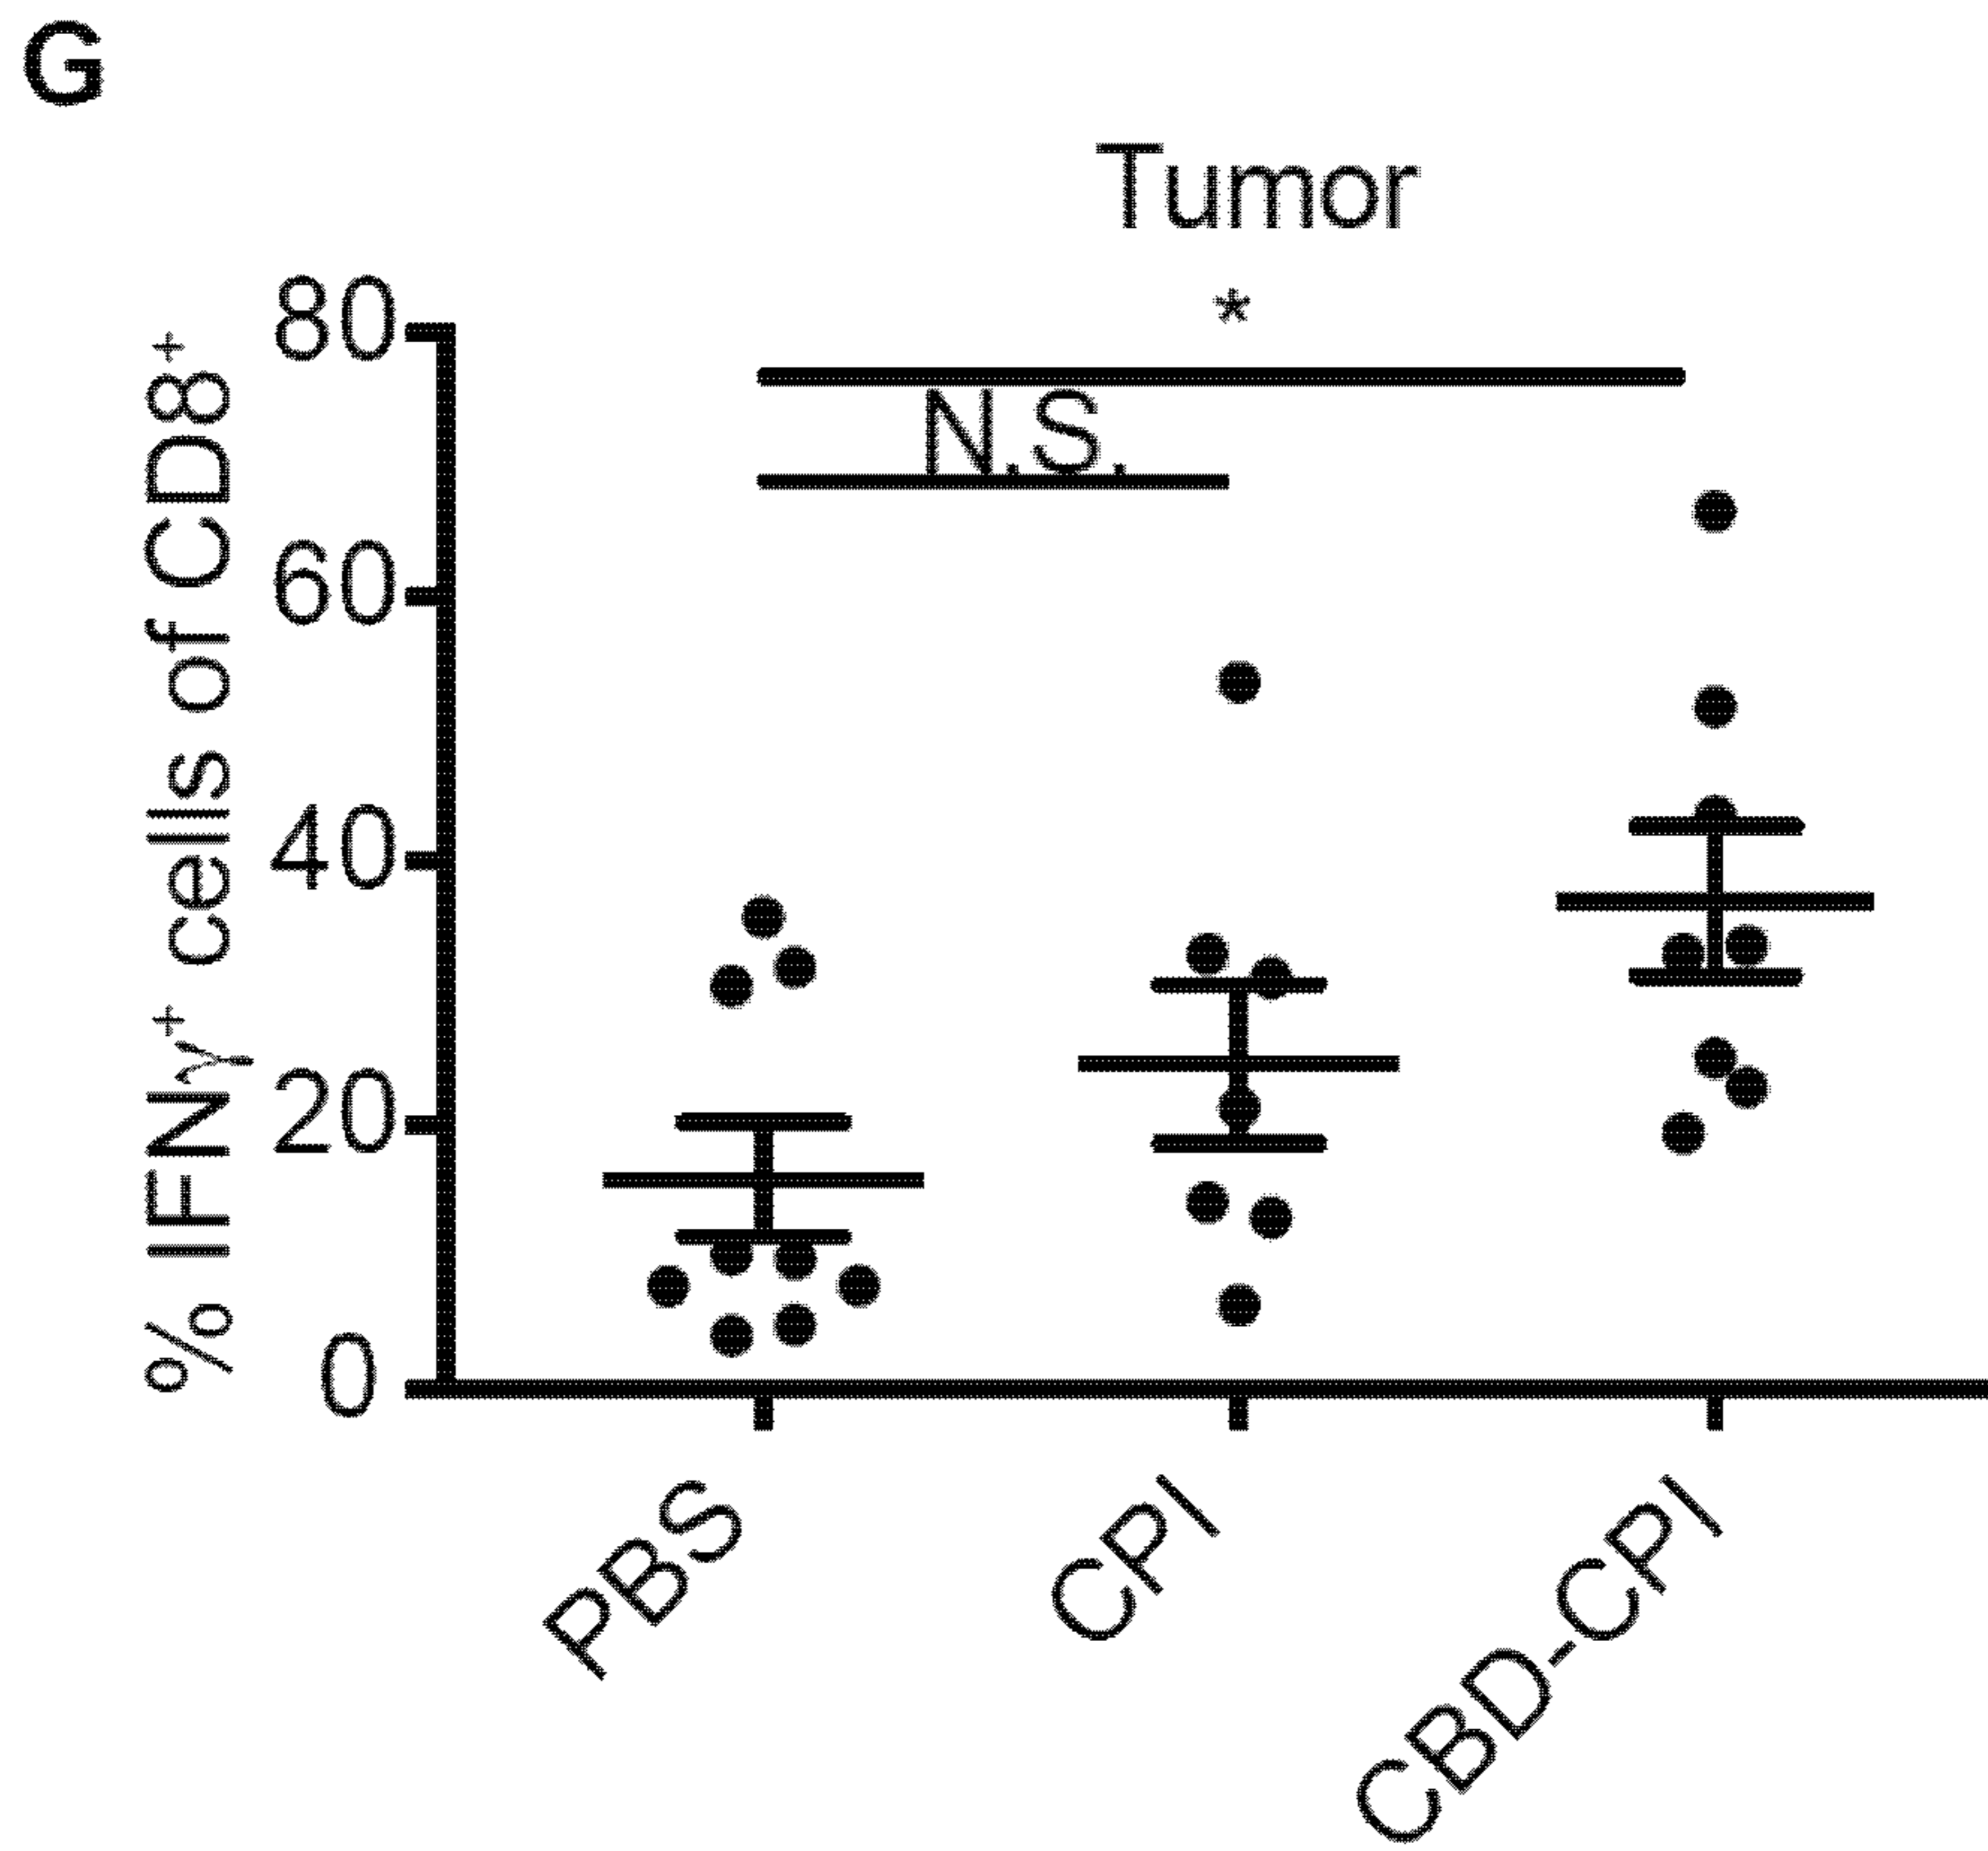 G
Tumor
*
N.S.
% IFNγ⁺ cells of CD8⁺
80
60
40
20
0
PBS
CPI
CBD-CPI